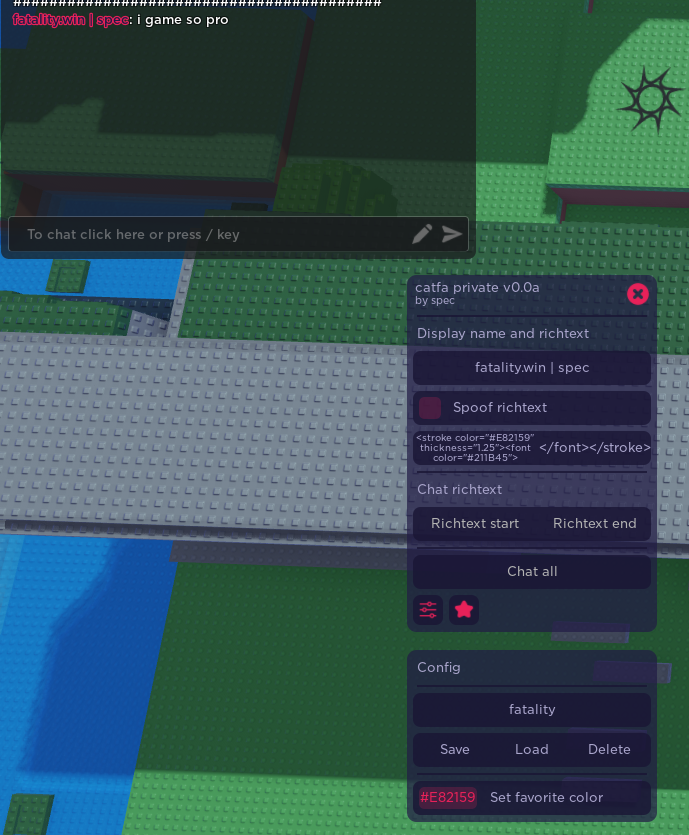 #########################################
fatality.win | spec: i game so pro
To chat click here or press / key
catfa private v0.0a
by spec
Display name and richtext
fatality.win | spec
Spoof richtext
<stroke color="#E82159"
thickness="1.25"><font
color="#211B45">
</font></stroke>
Chat richtext
Richtext start
Richtext end
Chat all
Config
fatality
Save
Load
Delete
#E82159
Set favorite color